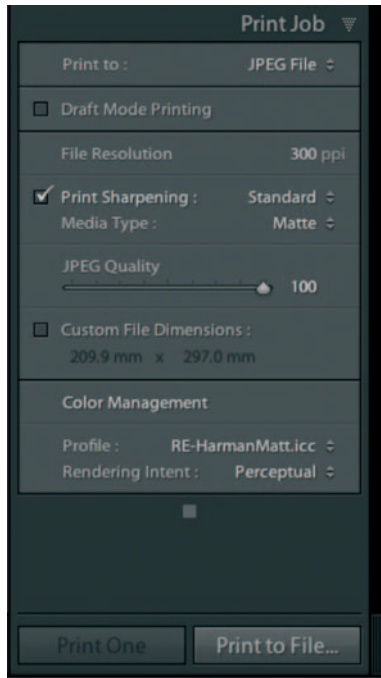 Print Job
Print to : JPEG File
Draft Mode Printing
File Resolution 300 ppi
Print Sharpening : Standard
Media Type : Matte
JPEG Quality
100
Custom File Dimensions :
209.9 mm x 297.0 mm
Color Management
Profile : RE-HarmanMatt.icc
Rendering Intent : Perceptual
Print One Print to File...